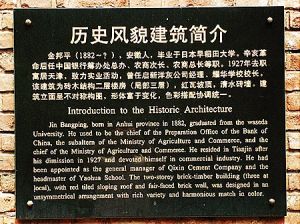 历史风貌建筑简介
金邦平（1882～？），安徽人，毕业于日本早稻田大学。辛亥革
命后任中国银行筹办处总办、农商次长、农商总长等职，1927年去职
寓居天津，致力实业活动，曾任启新洋灰公司经理、耀华学校校长。
该建筑为砖木结构二层楼房（局部三层），红瓦坡顶，清水砖墙，建
筑立面呈不对称构图，形体富于变化，色彩搭配协调统一。
Introduction to the Historic Architecture
Jin Bangping, born in Anhui province in 1882, graduated from the waseda
University. He used to be the chief of the Preparation Office of the Bank of
China, the subaltern of the Ministry of Agriculture and Commerce, and the
chief of the Ministry of Agriculture and Commerce. He resided in Tianjin after
his dimission in 1927 and devoted himself in commercial industry. He had
been appointed as the general manager of Qixin Cement Company and the
headmaster of Yaohua School. The two-storey brick-timber building (three at
local), with red tiled sloping roof and fair-faced brick wall, was designed in an
unsymmetrical arrangement with rich variety and harmonious match in color.